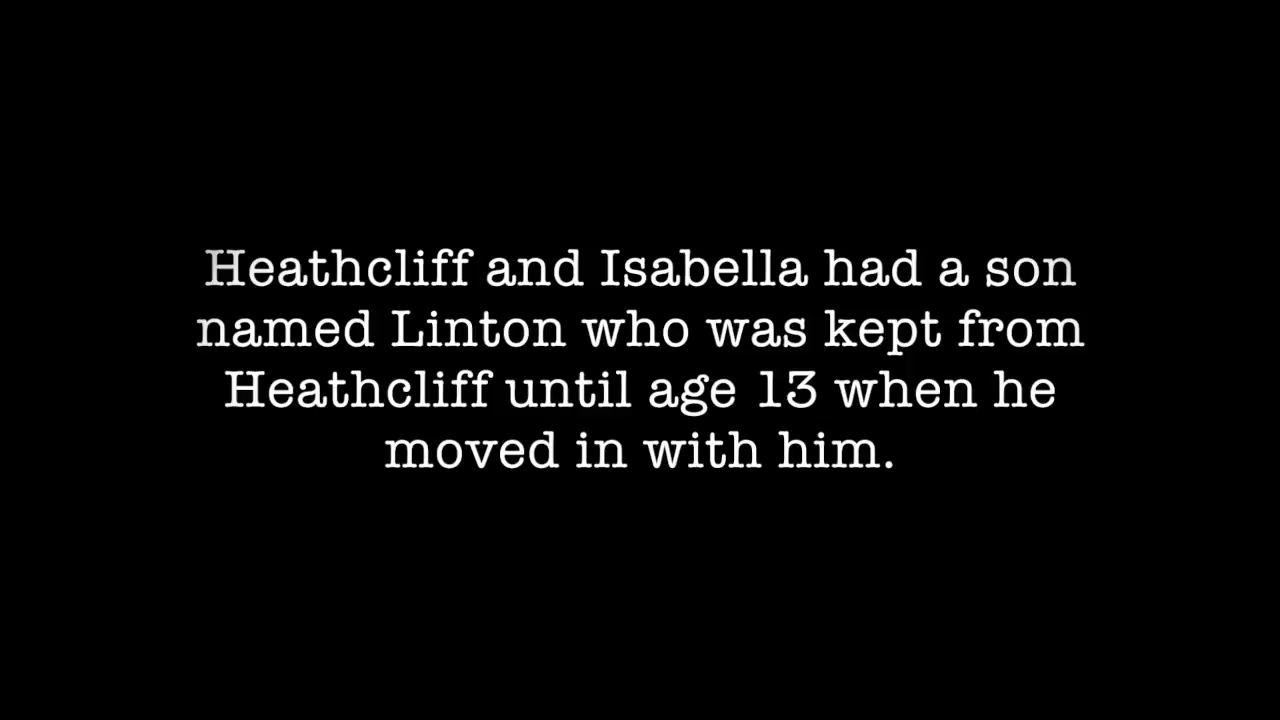 Heathcliff and Isabella had a son
named Linton who was kept from
Heathcliff until age 13 when he
moved in with him.